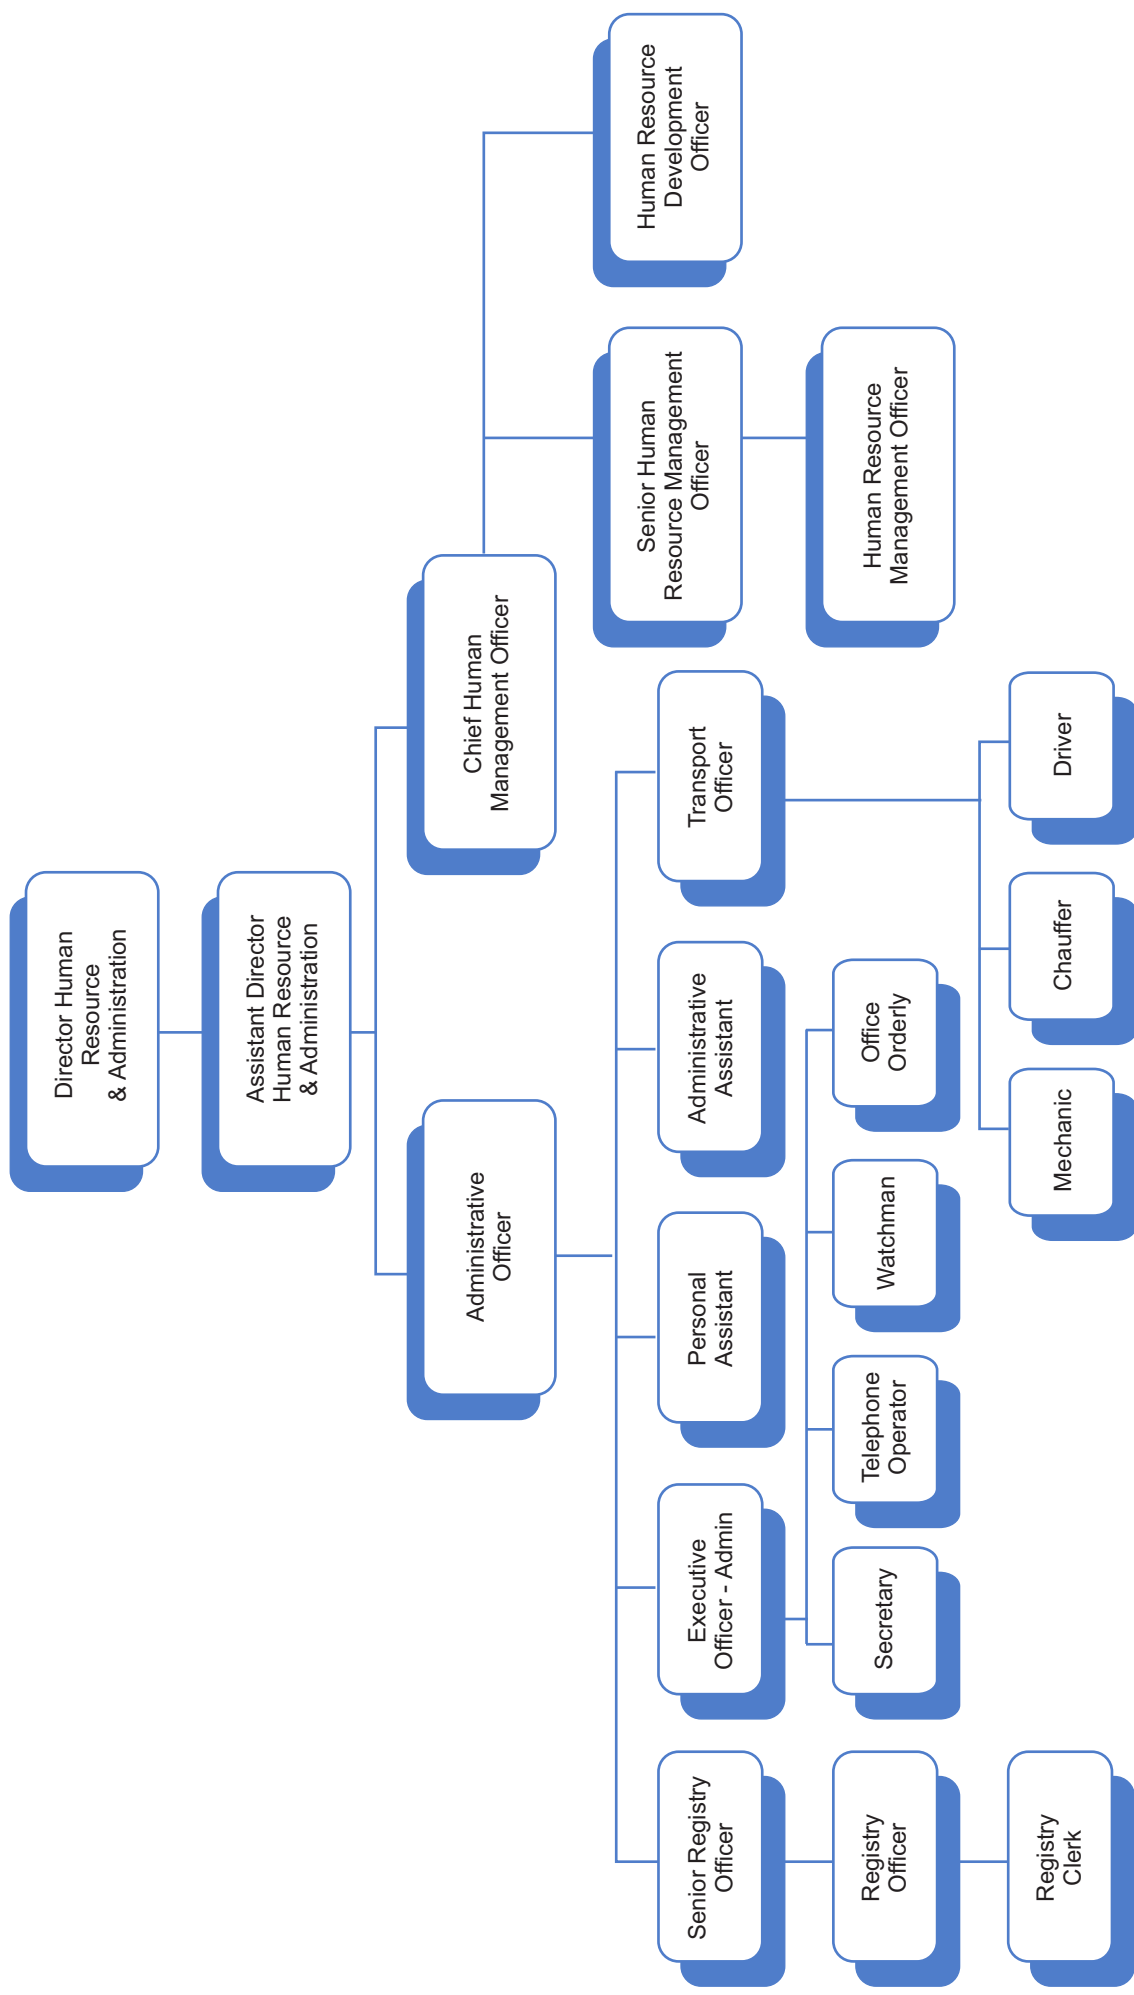 Director Human
Resource
& Administration
Assistant Director
Human Resource
& Administration
Administrative
Officer
Chief Human
Management Officer
Senior Registry
Officer
Executive
Officer - Admin
Personal
Assistant
Administrative
Assistant
Transport
Officer
Senior Human
Resource Management
Officer
Human Resource
Development
Officer
Registry
Officer
Secretary
Telephone
Operator
Watchman
Office
Orderly
Human Resource
Management Officer
Registry
Clerk
Mechanic
Chauffer
Driver